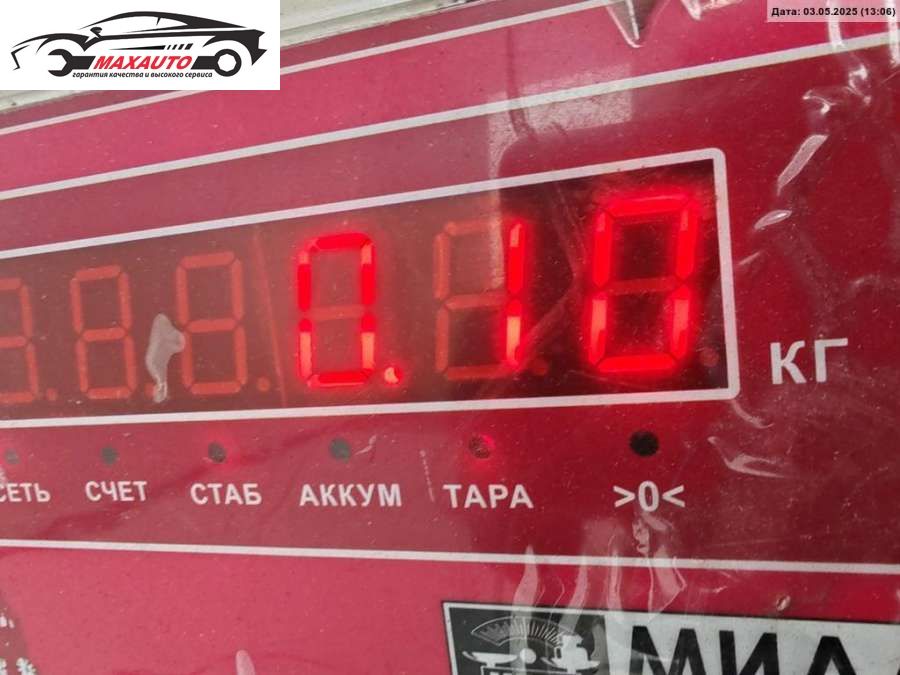 Дата: 03.05.2025 (13:06)
MAXAUTO
гарантия качества и высокого сервиса
0.10
КГ
СЕТЬ СЧЕТ СТАБ АККУМ ТАРА >0<